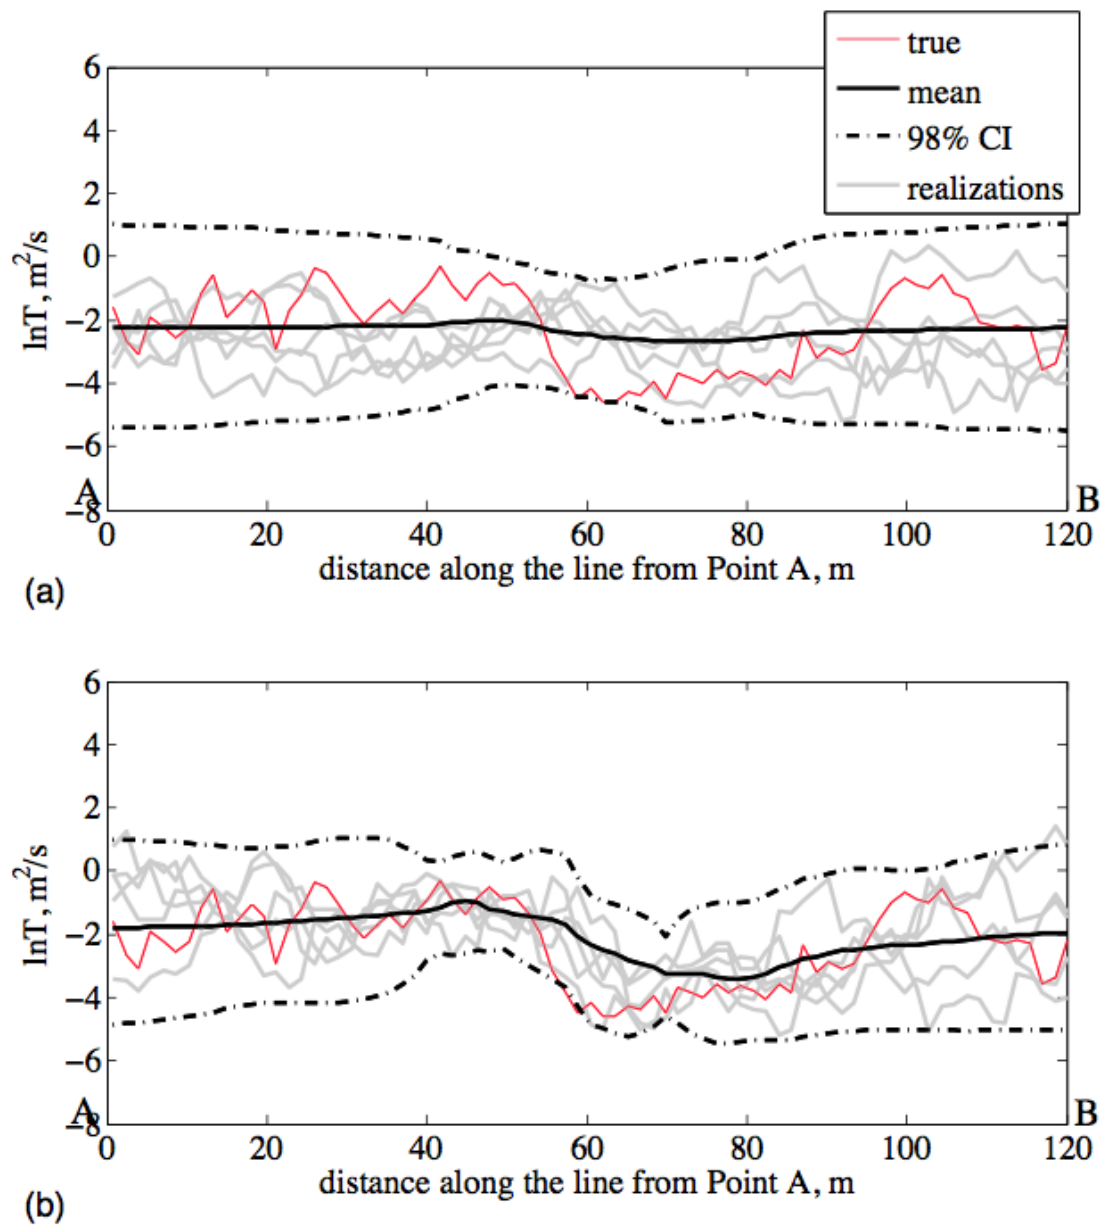 true
mean
98% CI
realizations
6
4
2
0
−2
−4
−6
−8
lnT, m²/s
A
B
0 20 40 60 80 100 120
distance along the line from Point A, m
(a)
6
4
2
0
−2
−4
−6
−8
lnT, m²/s
A
B
0 20 40 60 80 100 120
distance along the line from Point A, m
(b)